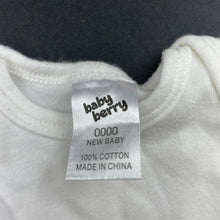 baby
berry
0000
NEW BABY
100% COTTON
MADE IN CHINA